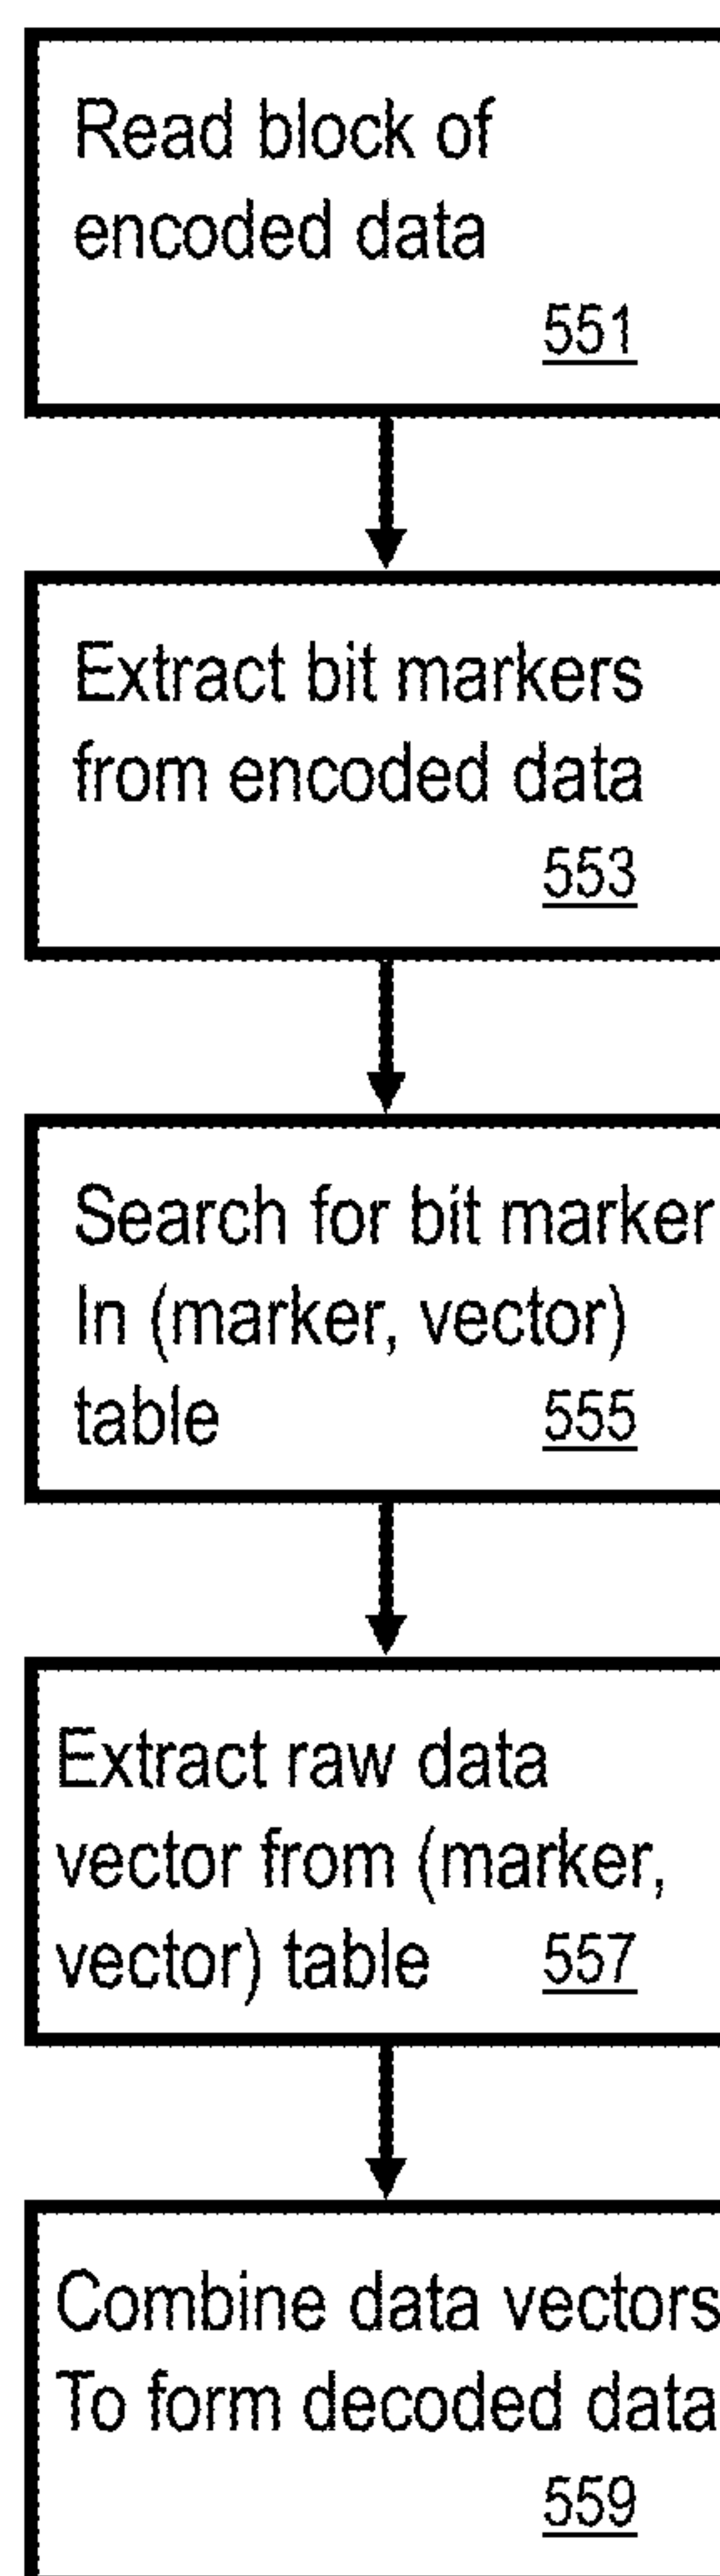 Read block of
encoded data
551
Extract bit markers
from encoded data
553
Search for bit marker
In (marker, vector)
table 555
Extract raw data
vector from (marker,
vector) table 557
Combine data vectors
To form decoded data
559